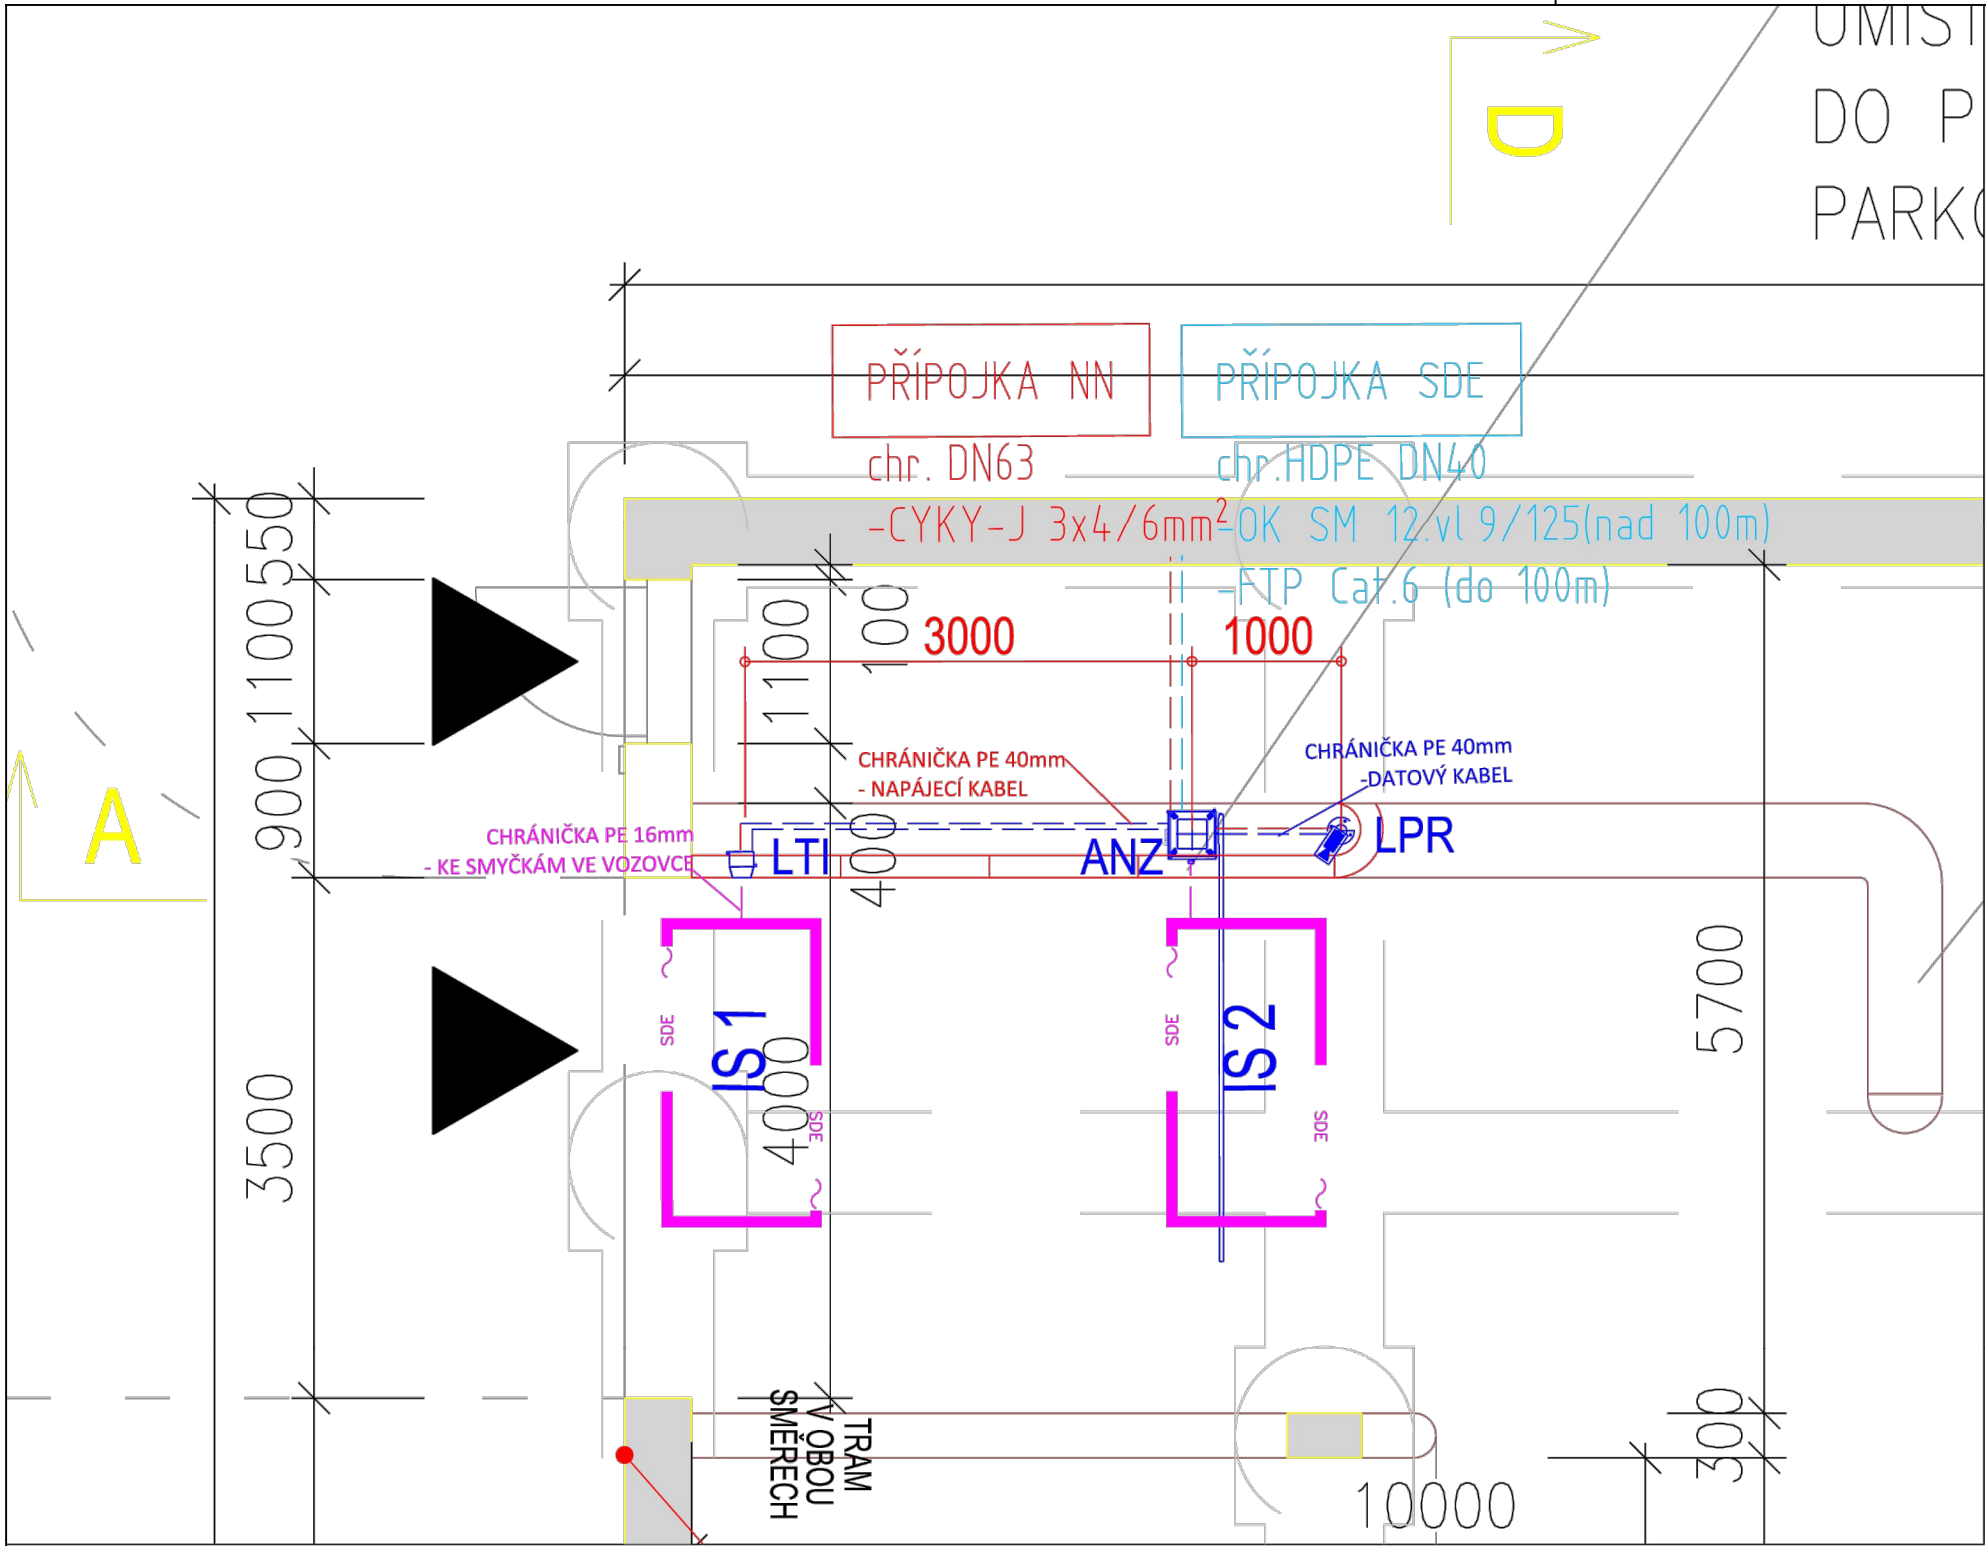 D
DO P
PŘÍPOJKA NN
chr. DN63
-CYKY-J 3x4/6mm²
PŘÍPOJKA SDE
chr.HDPE DN40
-OK SM 12.vl 9/125(nad 100m)
-FTP Cat.6 (do 100m)
550
1100
900
3500
1100
100
400
4000
3000
1000
A
CHRÁNIČKA PE 40mm
- NAPÁJECÍ KABEL
CHRÁNIČKA PE 40mm
-DATOVÝ KABEL
CHRÁNIČKA PE 16mm
- KE SMYČKÁM VE VOZOVCE
LTI
ANZ
LPR
SDE
IS 1
SDE
SDE
IS 2
SDE
5700
300
10000
TRAM
V OBOU
SMĚRECH